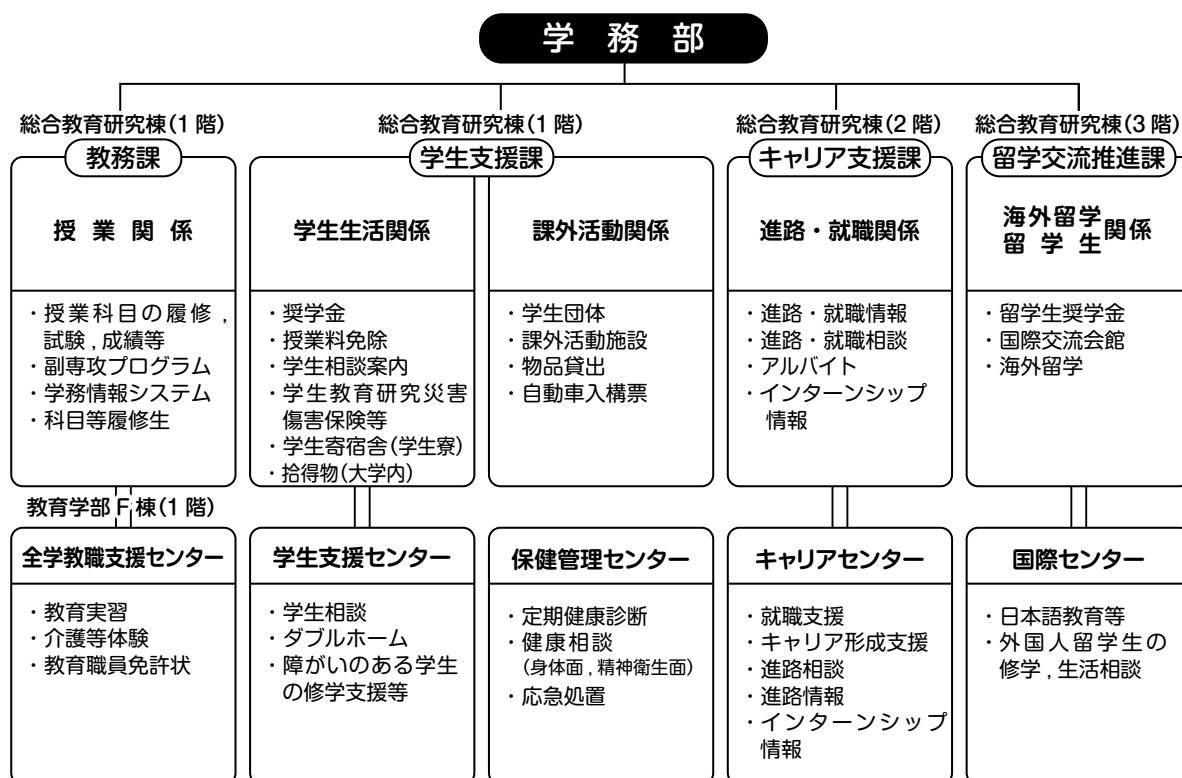 学務部
総合教育研究棟(1階)
教務課
授業関係
・授業科目の履修,
試験,成績等
・副専攻プログラム
・学務情報システム
・科目等履修生
総合教育研究棟(1階)
学生支援課
学生生活関係
・奨学金
・授業料免除
・学生相談案内
・学生教育研究災害
傷害保険等
・学生寄宿舎(学生寮)
・拾得物(大学内)
課外活動関係
・学生団体
・課外活動施設
・物品貸出
・自動車入構票
総合教育研究棟(2階)
キャリア支援課
進路・就職関係
・進路・就職情報
・進路・就職相談
・アルバイト
・インターンシップ
情報
総合教育研究棟(3階)
留学交流推進課
海外留学
留学生関係
・留学生奨学金
・国際交流会館
・海外留学
教育学部F棟(1階)
全学教職支援センター
・教育実習
・介護等体験
・教育職員免許状
学生支援センター
・学生相談
・ダブルホーム
・障がいのある学生
の修学支援等
保健管理センター
・定期健康診断
・健康相談
(身体面,精神衛生面)
・応急処置
キャリアセンター
・就職支援
・キャリア形成支援
・進路相談
・進路情報
・インターンシップ
情報
国際センター
・日本語教育等
・外国人留学生の
修学,生活相談